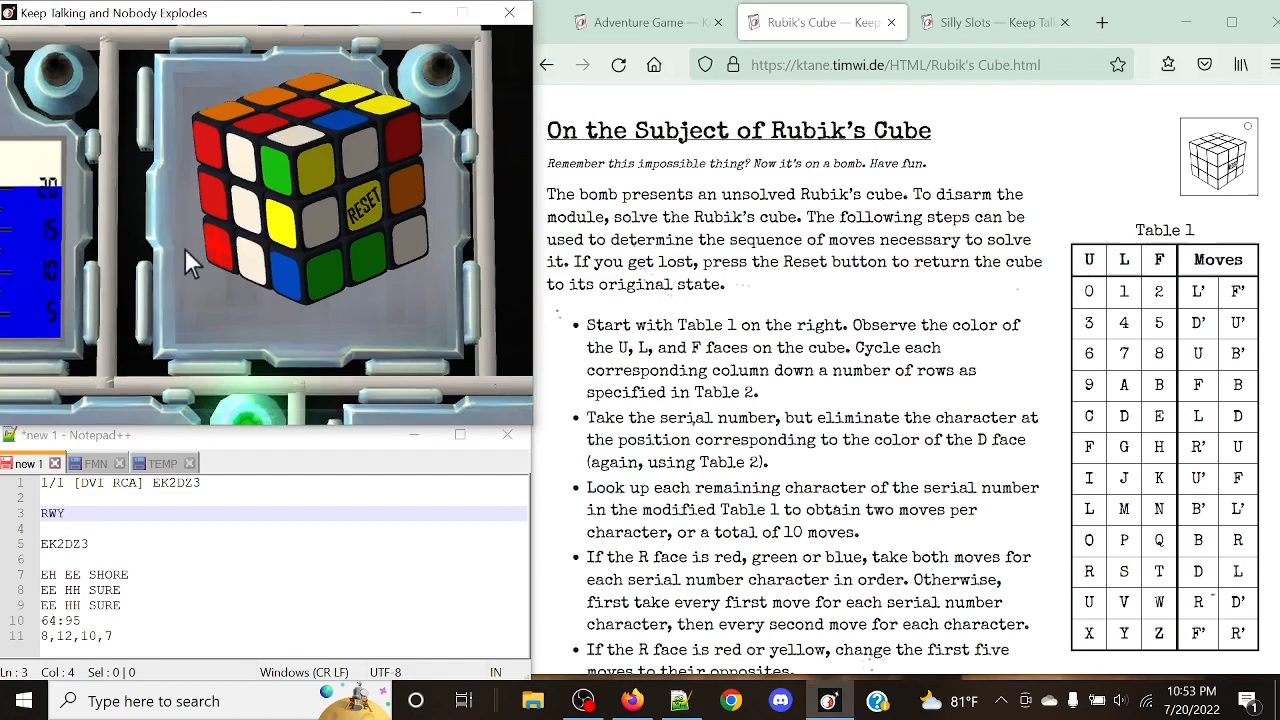 Keep Talking and Nobody Explodes
20
15
10
5
RESET
*new 1 - Notepad++
new 1
FMN
TEMP
1 1/1 [DVI RCA] EK2DZ3
2
3 RWY
4
5 EK2DZ3
6
7 EH EE SHORE
8 EE HH SURE
9 EE HH SURE
10 64:95
11 8,12,10,7
Ln:3 Col:4 Sel:0|0 Windows (CR LF) UTF-8 IN
Adventure Game — K
Rubik's Cube — Keep
Silly Slots — Keep Talk
https://ktane.timwi.de/HTML/Rubik's Cube.html
On the Subject of Rubik's Cube
Remember this impossible thing? Now it's on a bomb. Have fun.
The bomb presents an unsolved Rubik's cube. To disarm the
module, solve the Rubik's cube. The following steps can be
used to determine the sequence of moves necessary to solve
it. If you get lost, press the Reset button to return the cube
to its original state.
• Start with Table 1 on the right. Observe the color of
the U, L, and F faces on the cube. Cycle each
corresponding column down a number of rows as
specified in Table 2.
• Take the serial number, but eliminate the character at
the position corresponding to the color of the D face
(again, using Table 2).
• Look up each remaining character of the serial number
in the modified Table 1 to obtain two moves per
character, or a total of 10 moves.
• If the R face is red, green or blue, take both moves for
each serial number character in order. Otherwise,
first take every first move for each serial number
character, then every second move for each character.
• If the R face is red or yellow, change the first five
moves to their opposites.
Table 1
U L F Moves
0 1 2 L' F'
3 4 5 D' U'
6 7 8 U B'
9 A B F B
C D E L D
F G H R' U
I J K U' F
L M N B' L'
O P Q B R
R S T D L
U V W R D'
X Y Z F' R'
Type here to search
81°F
0:53 PM
7/20/2022